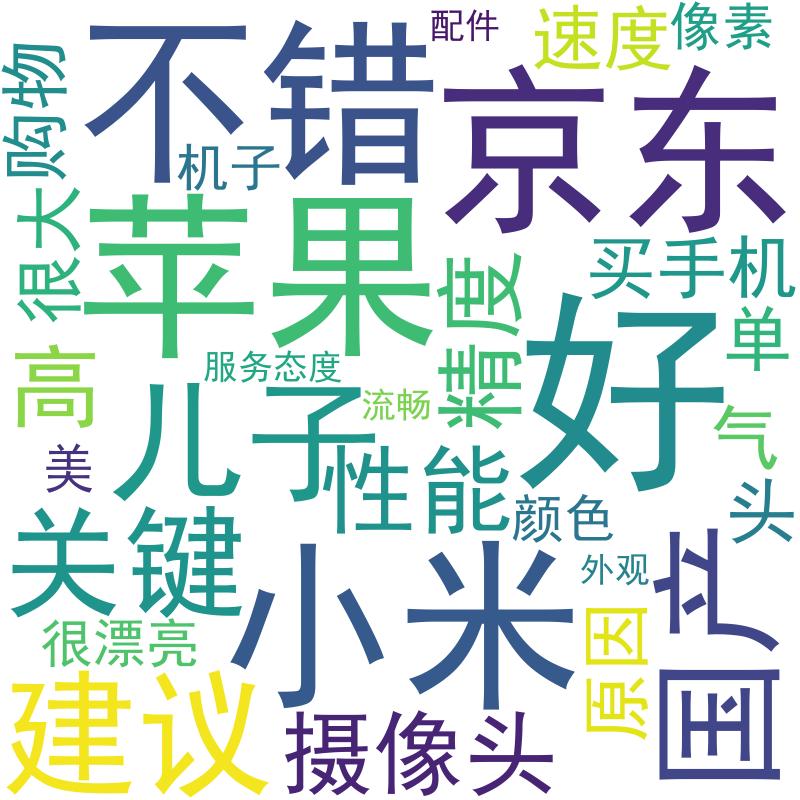 配件
速度
像素
不错
京东
购物
机子
很大
苹果
精度
买手机
好
单
高
服务态度
流畅
儿子
气
美
性能
头
关键
颜色
小米
外观
国产
很漂亮
原因
建议
摄像头